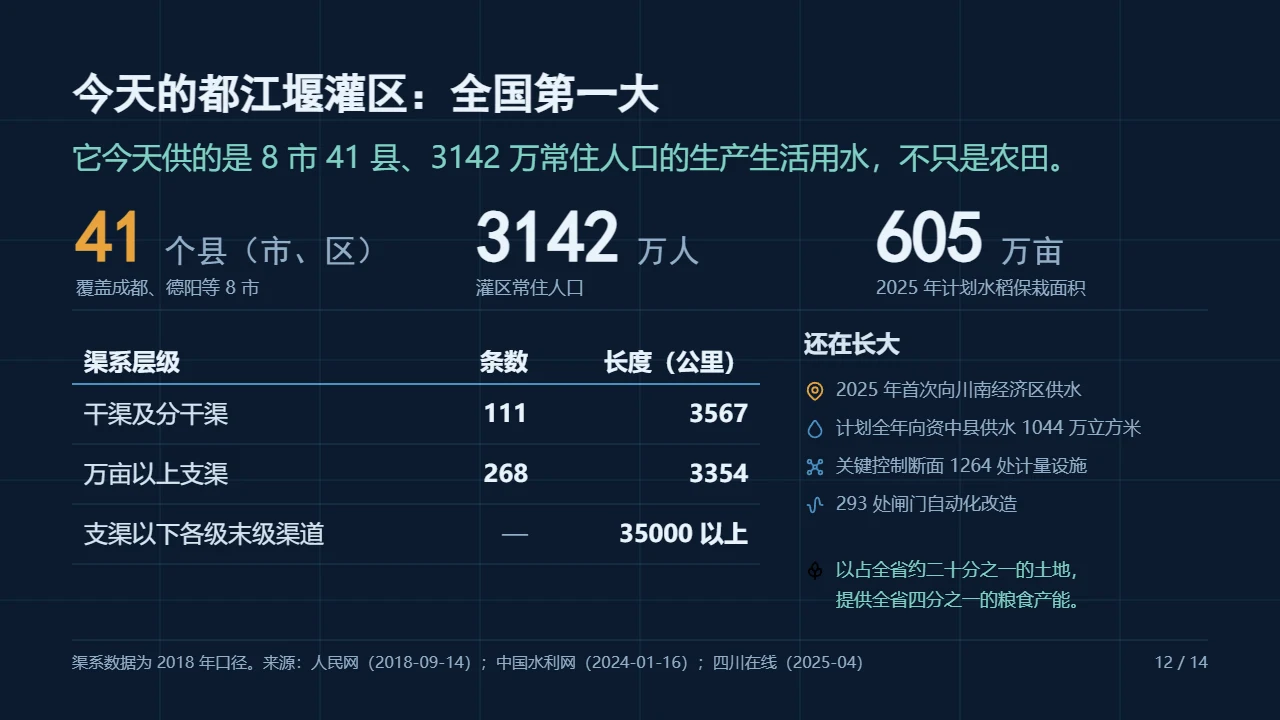 今天的都江堰灌区：全国第一大
它今天供的是 8 市 41 县、3142 万常住人口的生产生活用水，不只是农田。
41 个县（市、区）
覆盖成都、德阳等 8 市
3142 万人
灌区常住人口
605 万亩
2025 年计划水稻保栽面积
渠系层级 条数 长度（公里）
干渠及分干渠 111 3567
万亩以上支渠 268 3354
支渠以下各级末级渠道 — 35000 以上
还在长大
2025 年首次向川南经济区供水
计划全年向资中县供水 1044 万立方米
关键控制断面 1264 处计量设施
293 处闸门自动化改造
以占全省约二十分之一的土地，
提供全省四分之一的粮食产能。
渠系数据为 2018 年口径。来源：人民网（2018-09-14）；中国水利网（2024-01-16）；四川在线（2025-04）
12 / 14